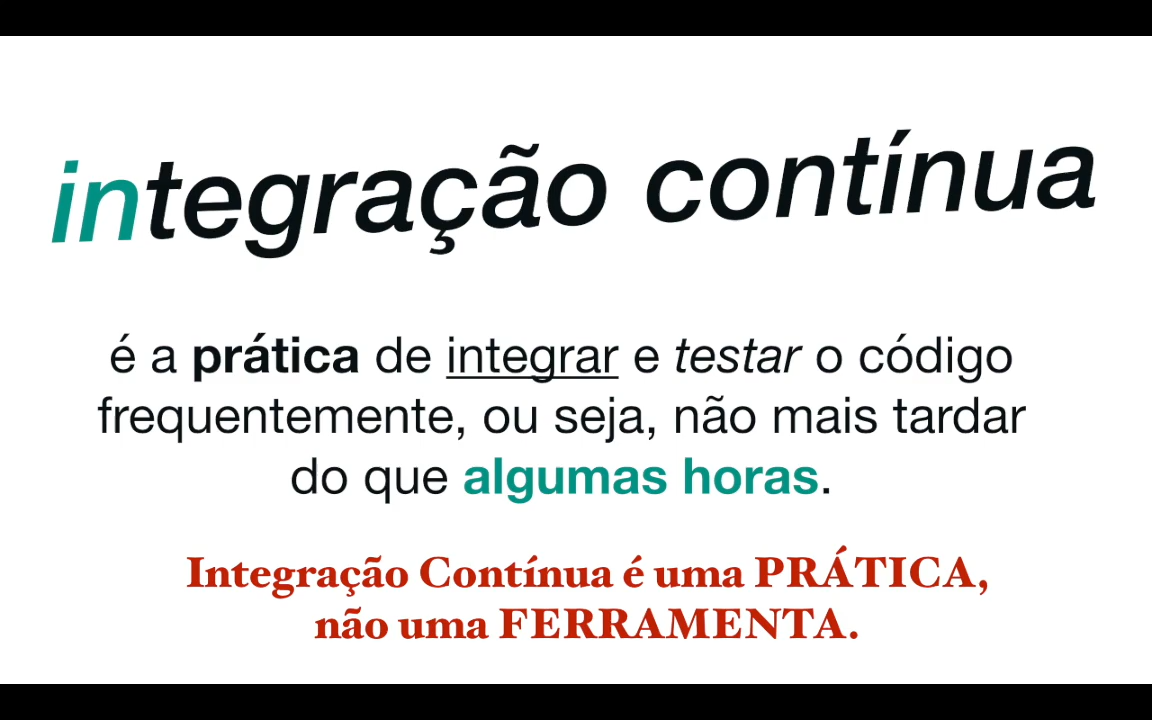 integração contínua
é a prática de integrar e testar o código
frequentemente, ou seja, não mais tardar
do que algumas horas.
Integração Contínua é uma PRÁTICA,
não uma FERRAMENTA.